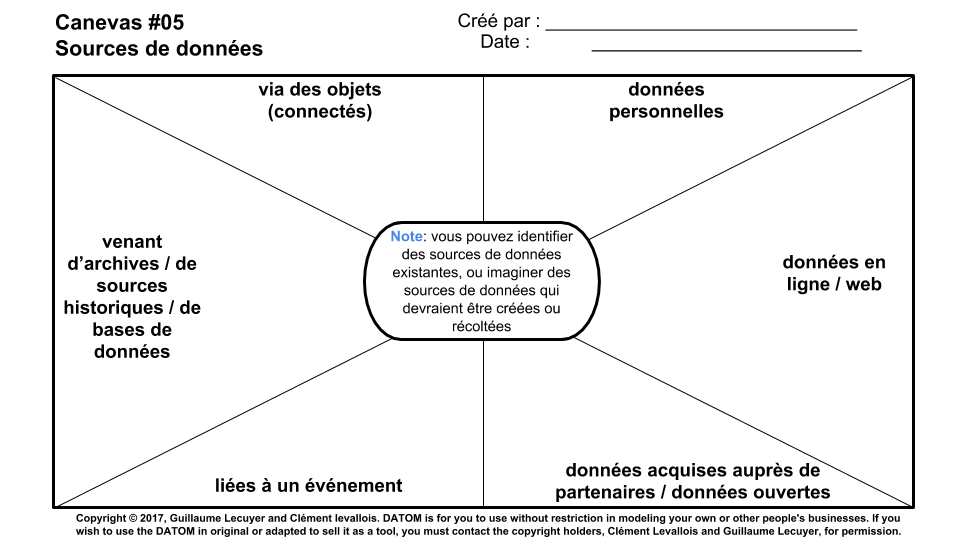 Canevas #05
Sources de données
Créé par :
Date :
via des objets
(connectés)
données
personnelles
venant
d’archives / de
sources
historiques / de
bases de
données
Note: vous pouvez identifier
des sources de données
existantes, ou imaginer des
sources de données qui
devraient être créées ou
récoltées
données en
ligne / web
liées à un événement
données acquises auprès de
partenaires / données ouvertes
Copyright © 2017, Guillaume Lecuyer and Clément levallois. DATOM is for you to use without restriction in modeling your own or other people's businesses. If you
wish to use the DATOM in original or adapted to sell it as a tool, you must contact the copyright holders, Clément Levallois and Guillaume Lecuyer, for permission.